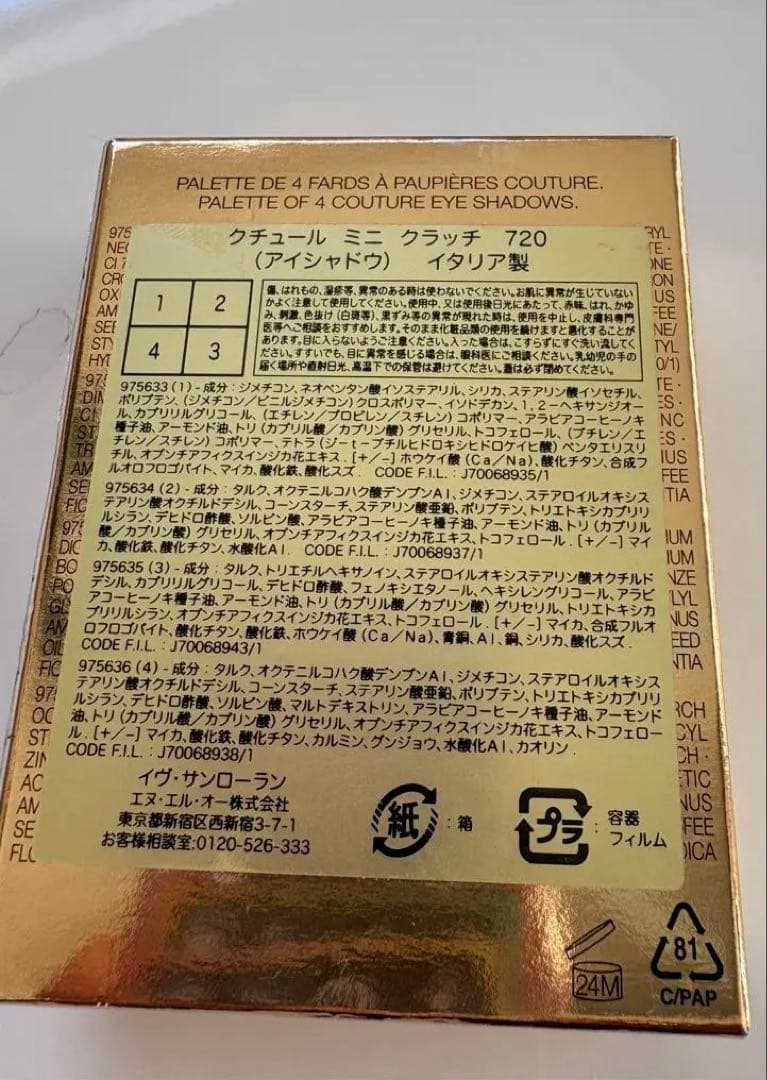 PALETTE DE 4 FARDS À PAUPIÈRES COUTURE.
PALETTE OF 4 COUTURE EYE SHADOWS.
クチュール ミニ クラッチ 720
(アイシャドウ) イタリア製
1 2
4 3
傷、はれもの、湿疹等、異常のある時は使わないでください。お肌に異常が生じていない
かよく注意して使用してください。使用中、又は使用後日光にあたって、赤味、はれ、かゆ
み、刺激、色抜け(白斑等)、黒ずみ等の異常が現れた時は、使用を中止し、皮膚科専門
医等へご相談をおすすめします。そのまま化粧品類の使用を続けますと悪化することが
あります。目に入らないようご注意ください。入った場合は、こすらずにすぐ洗い流してく
ださい。すすいでも、目に異常を感じる場合は、眼科医にご相談ください。乳幼児の手の
届く場所や直射日光、高温下での保管は避けてください。蓋は必ず閉めてください。
975633(1)-成分:ジメチコン、ネオペンタン酸イソステアリル、シリカ、ステアリン酸イソセチル、
ポリブテン、(ジメチコン/ビニルジメチコン)クロスポリマー、イソドデカン、1,2-ヘキサンジオー
ル、カプリリルグリコール、(エチレン/プロピレン/スチレン)コポリマー、アラビアコーヒーノキ
種子油、アーモンド油、トリ(カプリル酸/カプリン酸)グリセリル、トコフェロール、(ブチレン/エ
チレン/スチレン)コポリマー、テトラ(ジ-t-ブチルヒドロキシヒドロケイヒ酸)ペンタエリスリ
チル、オプンチアフィクスインジカ花エキス.[+/-]ホウケイ酸(Ca/Na)、酸化チタン、合成フ
ルオロフロゴパイト、マイカ、酸化鉄、酸化スズ. CODE F.I.L.:J70068935/1
975634(2)-成分:タルク、オクテニルコハク酸デンプンAl、ジメチコン、ステアロイルオキシス
テアリン酸オクチルドデシル、コーンスターチ、ステアリン酸亜鉛、ポリブテン、トリエトキシカプリリ
ルシラン、デヒドロ酢酸、ソルビン酸、アラビアコーヒーノキ種子油、アーモンド油、トリ(カプリル
酸/カプリン酸)グリセリル、オプンチアフィクスインジカ花エキス、トコフェロール.[+/-]マイ
カ、酸化鉄、酸化チタン、水酸化Al. CODE F.I.L.:J70068937/1
975635(3)-成分:タルク、トリエチルヘキサノイン、ステアロイルオキシステアリン酸オクチルド
デシル、カプリリルグリコール、デヒドロ酢酸、フェノキシエタノール、ヘキシレングリコール、アラビ
アコーヒーノキ種子油、アーモンド油、トリ(カプリル酸/カプリン酸)グリセリル、トリエトキシカ
プリリルシラン、オプンチアフィクスインジカ花エキス、トコフェロール.[+/-]マイカ、合成フルオ
ロフロゴパイト、酸化チタン、酸化鉄、ホウケイ酸(Ca/Na)、青銅、Al、銅、シリカ、酸化スズ.
CODE F.I.L.:J70068943/1
975636(4)-成分:タルク、オクテニルコハク酸デンプンAl、ジメチコン、ステアロイルオキシス
テアリン酸オクチルドデシル、コーンスターチ、ステアリン酸亜鉛、ポリブテン、トリエトキシカプリリ
ルシラン、デヒドロ酢酸、ソルビン酸、マルトデキストリン、アラビアコーヒーノキ種子油、アーモンド
油、トリ(カプリル酸/カプリン酸)グリセリル、オプンチアフィクスインジカ花エキス、トコフェロー
ル.[+/-]マイカ、酸化鉄、酸化チタン、カルミン、グンジョウ、水酸化Al、カオリン.
CODE F.I.L.:J70068938/1
イヴ・サンローラン
エヌ・エル・オー株式会社
東京都新宿区西新宿3-7-1
お客様相談室:0120-526-333
紙:箱
プラ:容器
フィルム
24M
81
C/PAP